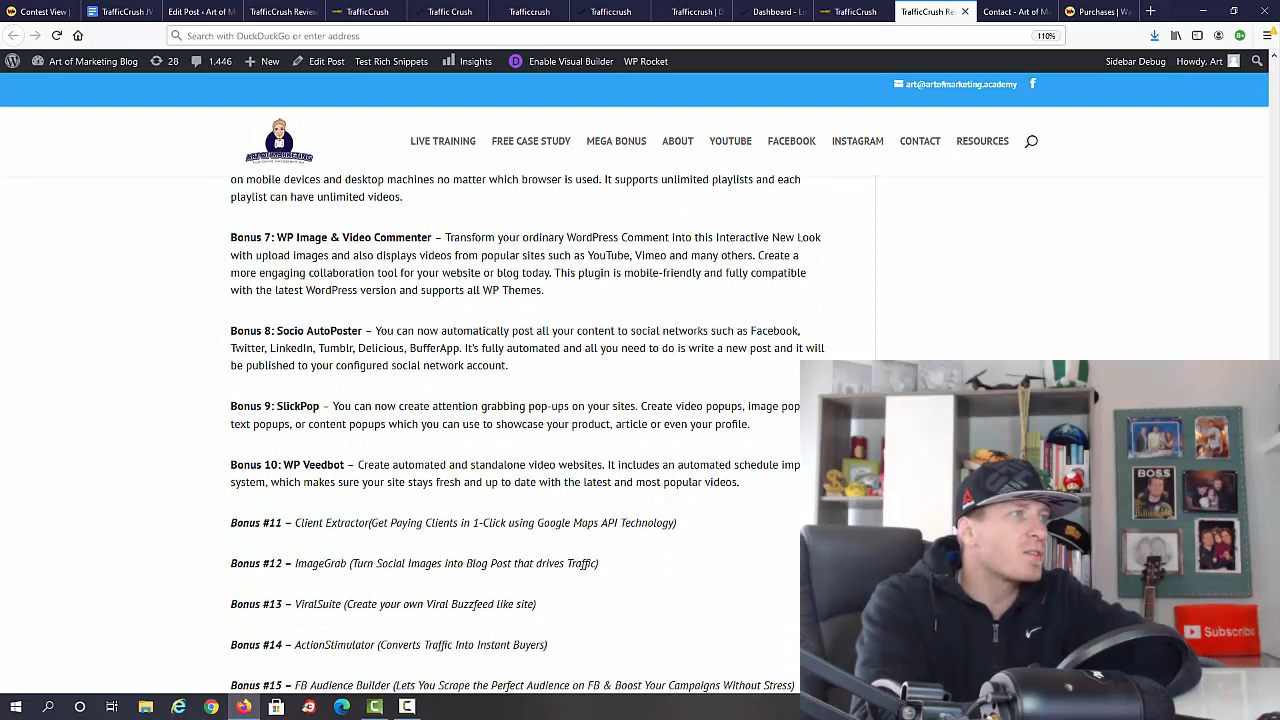 Contest View
TrafficCrush JV
Edit Post ‹ Art of M
TrafficCrush Review
TrafficCrush
Traffic Crush
Trafficcrush
Trafficcrush
Trafficcrush | D
Dashboard - Li
TrafficCrush
TrafficCrush Re
Contact - Art of M
Purchases | Wa
Search with DuckDuckGo or enter address
110%
Art of Marketing Blog
28
1,446
New
Edit Post
Test Rich Snippets
Insights
D
Enable Visual Builder
WP Rocket
Sidebar Debug
Howdy, Art
art@artofmarketing.academy
ART OF MARKETING
LIVE TRAINING
FREE CASE STUDY
MEGA BONUS
ABOUT
YOUTUBE
FACEBOOK
INSTAGRAM
CONTACT
RESOURCES
on mobile devices and desktop machines no matter which browser is used. It supports unlimited playlists and each
playlist can have unlimited videos.
Bonus 7: WP Image & Video Commenter – Transform your ordinary WordPress Comment into this Interactive New Look
with upload images and also displays videos from popular sites such as YouTube, Vimeo and many others. Create a
more engaging collaboration tool for your website or blog today. This plugin is mobile-friendly and fully compatible
with the latest WordPress version and supports all WP Themes.
Bonus 8: Socio AutoPoster – You can now automatically post all your content to social networks such as Facebook,
Twitter, LinkedIn, Tumblr, Delicious, BufferApp. It's fully automated and all you need to do is write a new post and it will
be published to your configured social network account.
Bonus 9: SlickPop – You can now create attention grabbing pop-ups on your sites. Create video popups, image pop
text popups, or content popups which you can use to showcase your product, article or even your profile.
Bonus 10: WP Veedbot – Create automated and standalone video websites. It includes an automated schedule imp
system, which makes sure your site stays fresh and up to date with the latest and most popular videos.
Bonus #11 – Client Extractor(Get Paying Clients in 1-Click using Google Maps API Technology)
Bonus #12 – ImageGrab (Turn Social Images into Blog Post that drives Traffic)
Bonus #13 – ViralSuite (Create your own Viral Buzzfeed like site)
Bonus #14 – ActionStimulator (Converts Traffic Into Instant Buyers)
Bonus #15 – FB Audience Builder (Lets You Scrape the Perfect Audience on FB & Boost Your Campaigns Without Stress)
BOSS
Subscribe